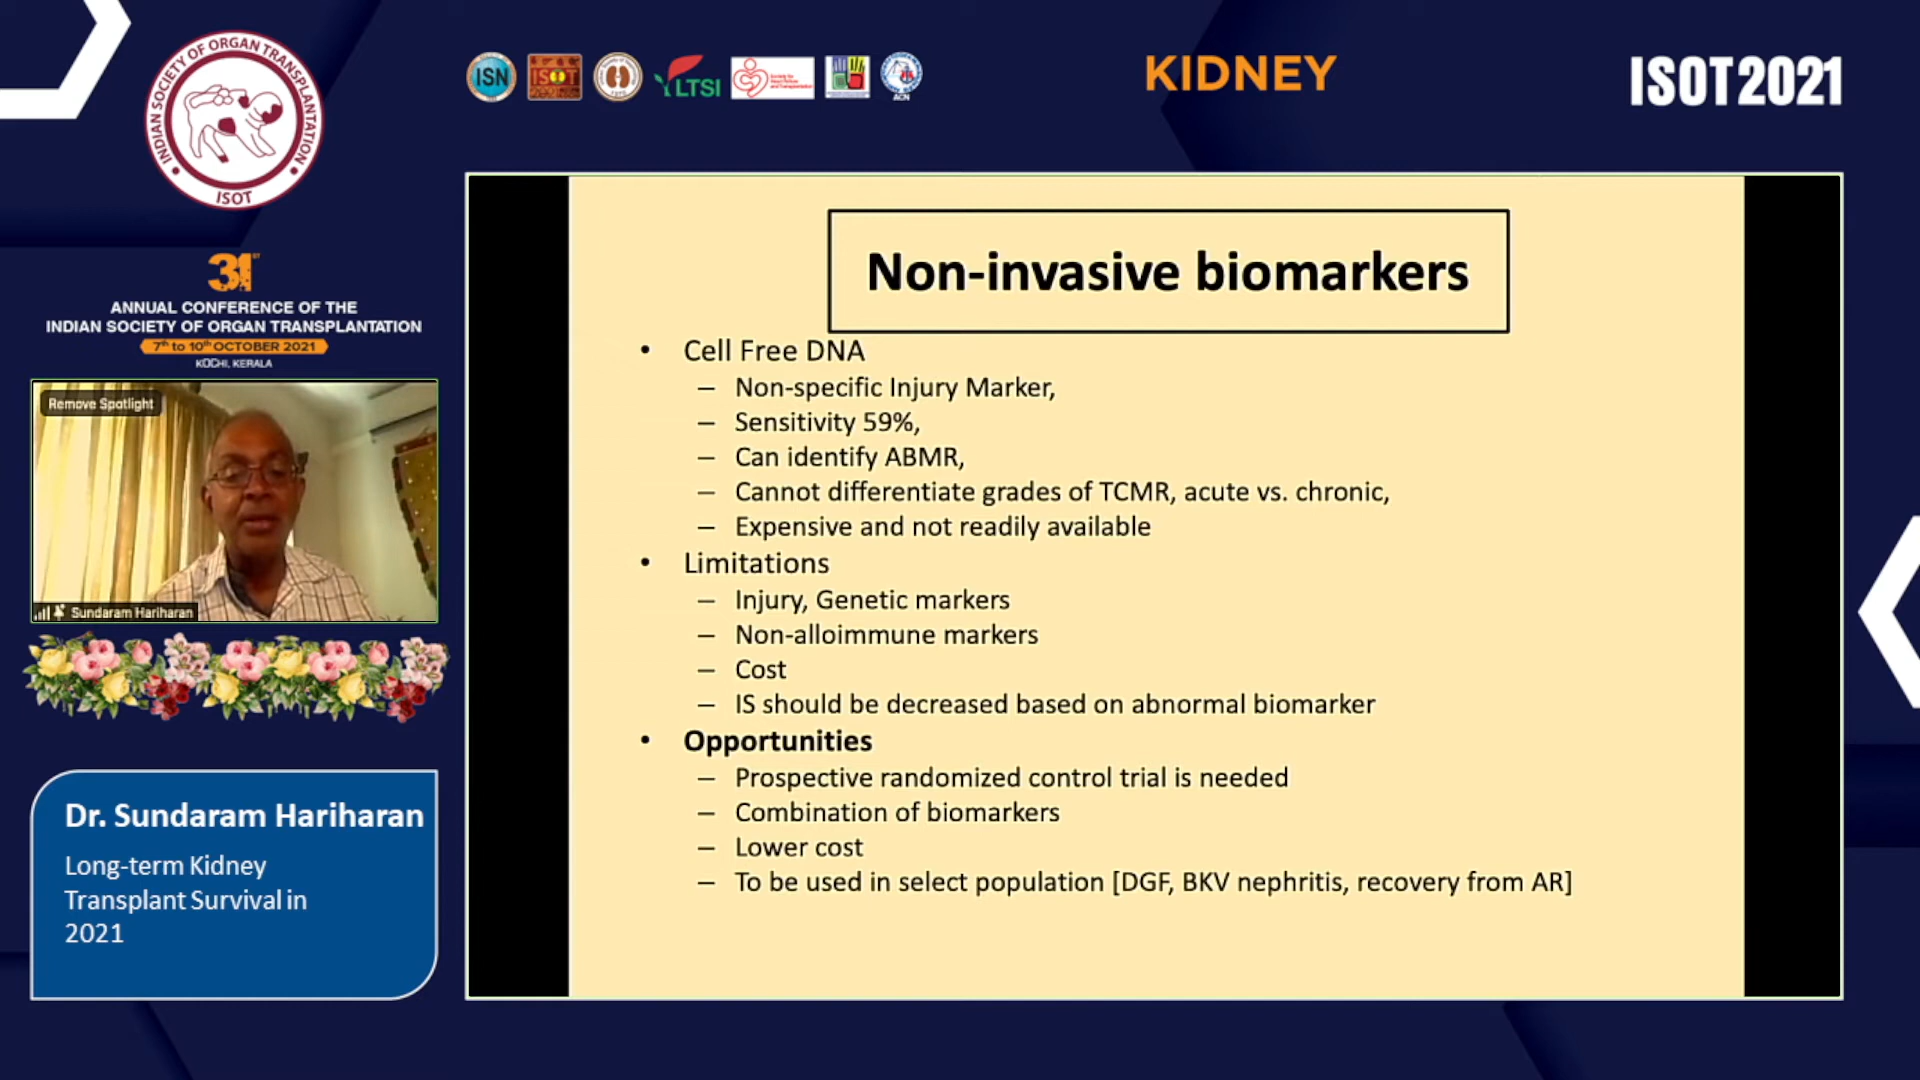 INDIAN SOCIETY OF ORGAN TRANSPLANTATION
ISOT
ISN
ISOT
LTSI
ACN
KIDNEY
ISOT2021
31ST
ANNUAL CONFERENCE OF THE
INDIAN SOCIETY OF ORGAN TRANSPLANTATION
7th to 10th OCTOBER 2021
KOCHI, KERALA
Remove Spotlight
Sundaram Hariharan
Dr. Sundaram Hariharan
Long-term Kidney
Transplant Survival in
2021
Non-invasive biomarkers
• Cell Free DNA
– Non-specific Injury Marker,
– Sensitivity 59%,
– Can identify ABMR,
– Cannot differentiate grades of TCMR, acute vs. chronic,
– Expensive and not readily available
• Limitations
– Injury, Genetic markers
– Non-alloimmune markers
– Cost
– IS should be decreased based on abnormal biomarker
• Opportunities
– Prospective randomized control trial is needed
– Combination of biomarkers
– Lower cost
– To be used in select population [DGF, BKV nephritis, recovery from AR]